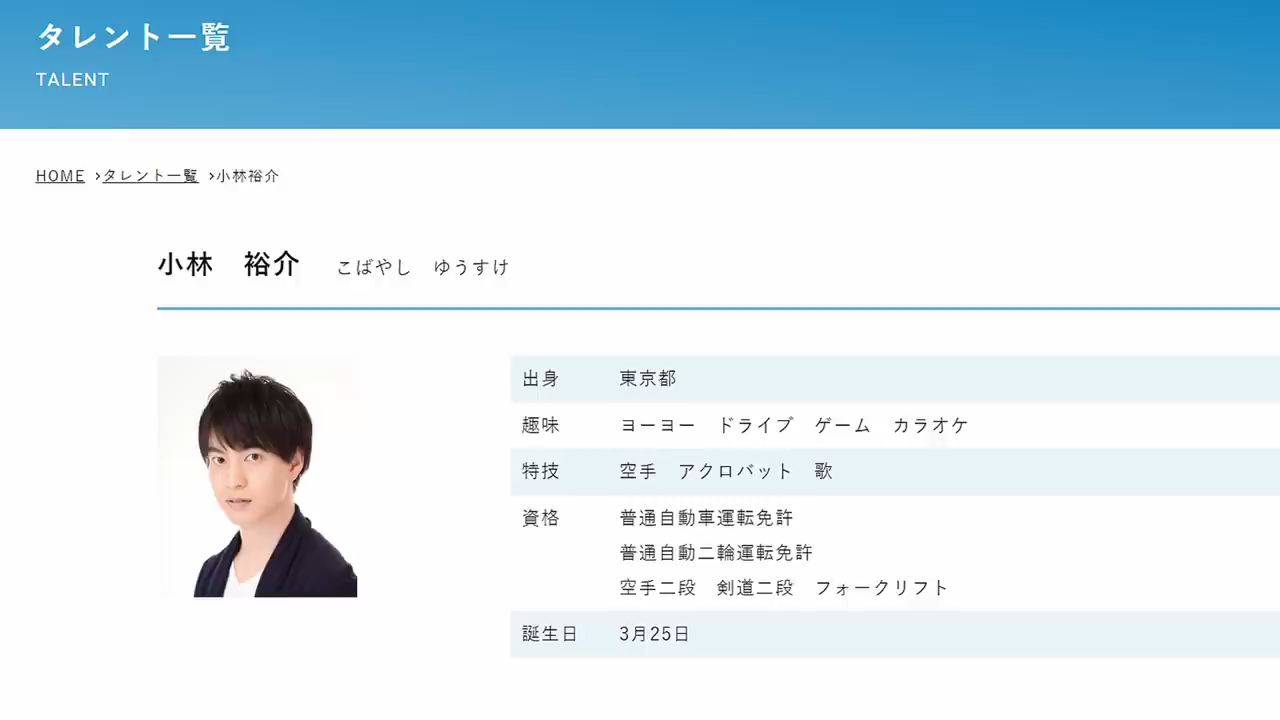 タレント一覧
TALENT
HOME ›タレント一覧 ›小林裕介
小林　裕介　こばやし　ゆうすけ
出身　東京都
趣味　ヨーヨー　ドライブ　ゲーム　カラオケ
特技　空手　アクロバット　歌
資格　普通自動車運転免許
普通自動二輪運転免許
空手二段　剣道二段　フォークリフト
誕生日　3月25日